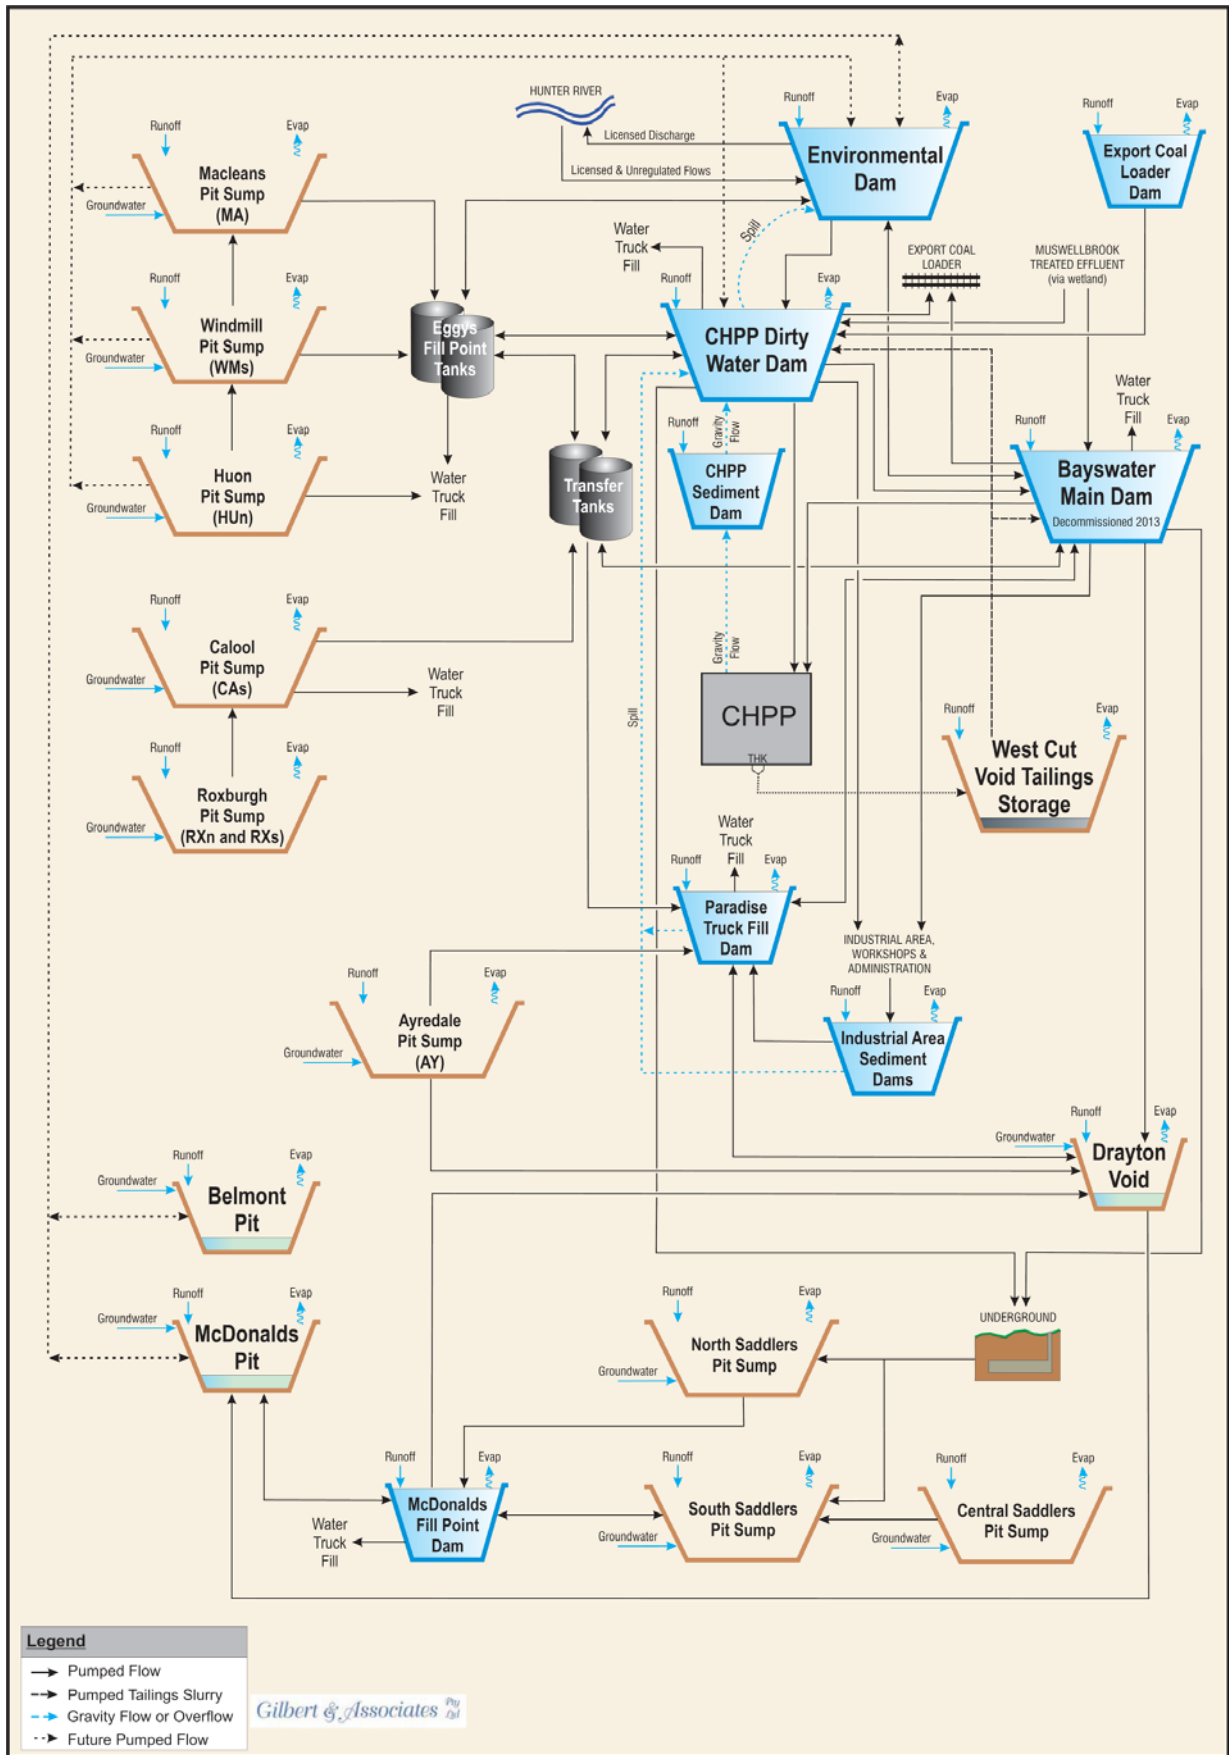 HUNTER RIVER
Runoff
Evap
Licensed Discharge
Licensed & Unregulated Flows
Environmental
Dam
Runoff
Evap
Export Coal
Loader
Dam
Runoff
Evap
Macleans
Pit Sump
(MA)
Groundwater
Spill
Water
Truck
Fill
EXPORT COAL
LOADER
MUSWELLBROOK
TREATED EFFLUENT
(via wetland)
Runoff
Evap
Windmill
Pit Sump
(WMs)
Groundwater
Eggys
Fill Point
Tanks
Runoff
Evap
CHPP Dirty
Water Dam
Water
Truck
Fill
Runoff
Evap
Bayswater
Main Dam
Decommissioned 2013
Runoff
Evap
Huon
Pit Sump
(HUn)
Groundwater
Water
Truck
Fill
Transfer
Tanks
Runoff
Gravity
Flow
CHPP
Sediment
Dam
Runoff
Evap
Calool
Pit Sump
(CAs)
Groundwater
Water
Truck
Fill
Gravity
Flow
Spill
CHPP
THK
Runoff
Evap
West Cut
Void Tailings
Storage
Runoff
Evap
Roxburgh
Pit Sump
(RXn and RXs)
Groundwater
Water
Truck
Fill
Runoff
Evap
Paradise
Truck Fill
Dam
INDUSTRIAL AREA,
WORKSHOPS &
ADMINISTRATION
Runoff
Evap
Ayredale
Pit Sump
(AY)
Groundwater
Runoff
Evap
Industrial Area
Sediment
Dams
Runoff
Evap
Groundwater
Drayton
Void
Runoff
Evap
Groundwater
Belmont
Pit
Runoff
Evap
Groundwater
McDonalds
Pit
Runoff
Evap
North Saddlers
Pit Sump
Groundwater
UNDERGROUND
Runoff
Evap
McDonalds
Fill Point
Dam
Water
Truck
Fill
Runoff
Evap
South Saddlers
Pit Sump
Groundwater
Runoff
Evap
Central Saddlers
Pit Sump
Groundwater
Legend
Pumped Flow
Pumped Tailings Slurry
Gravity Flow or Overflow
Future Pumped Flow
Gilbert & Associates Pty
Ltd